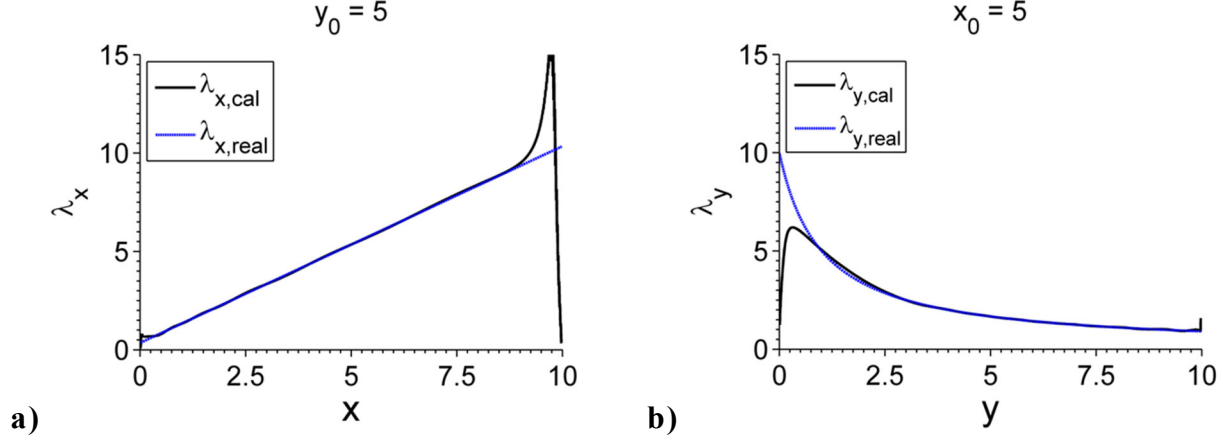 y0 = 5
15
10
5
0
λx
λx,cal
λx,real
0 2.5 5 7.5 10
x
a)
x0 = 5
15
10
5
0
λy
λy,cal
λy,real
0 2.5 5 7.5 10
y
b)